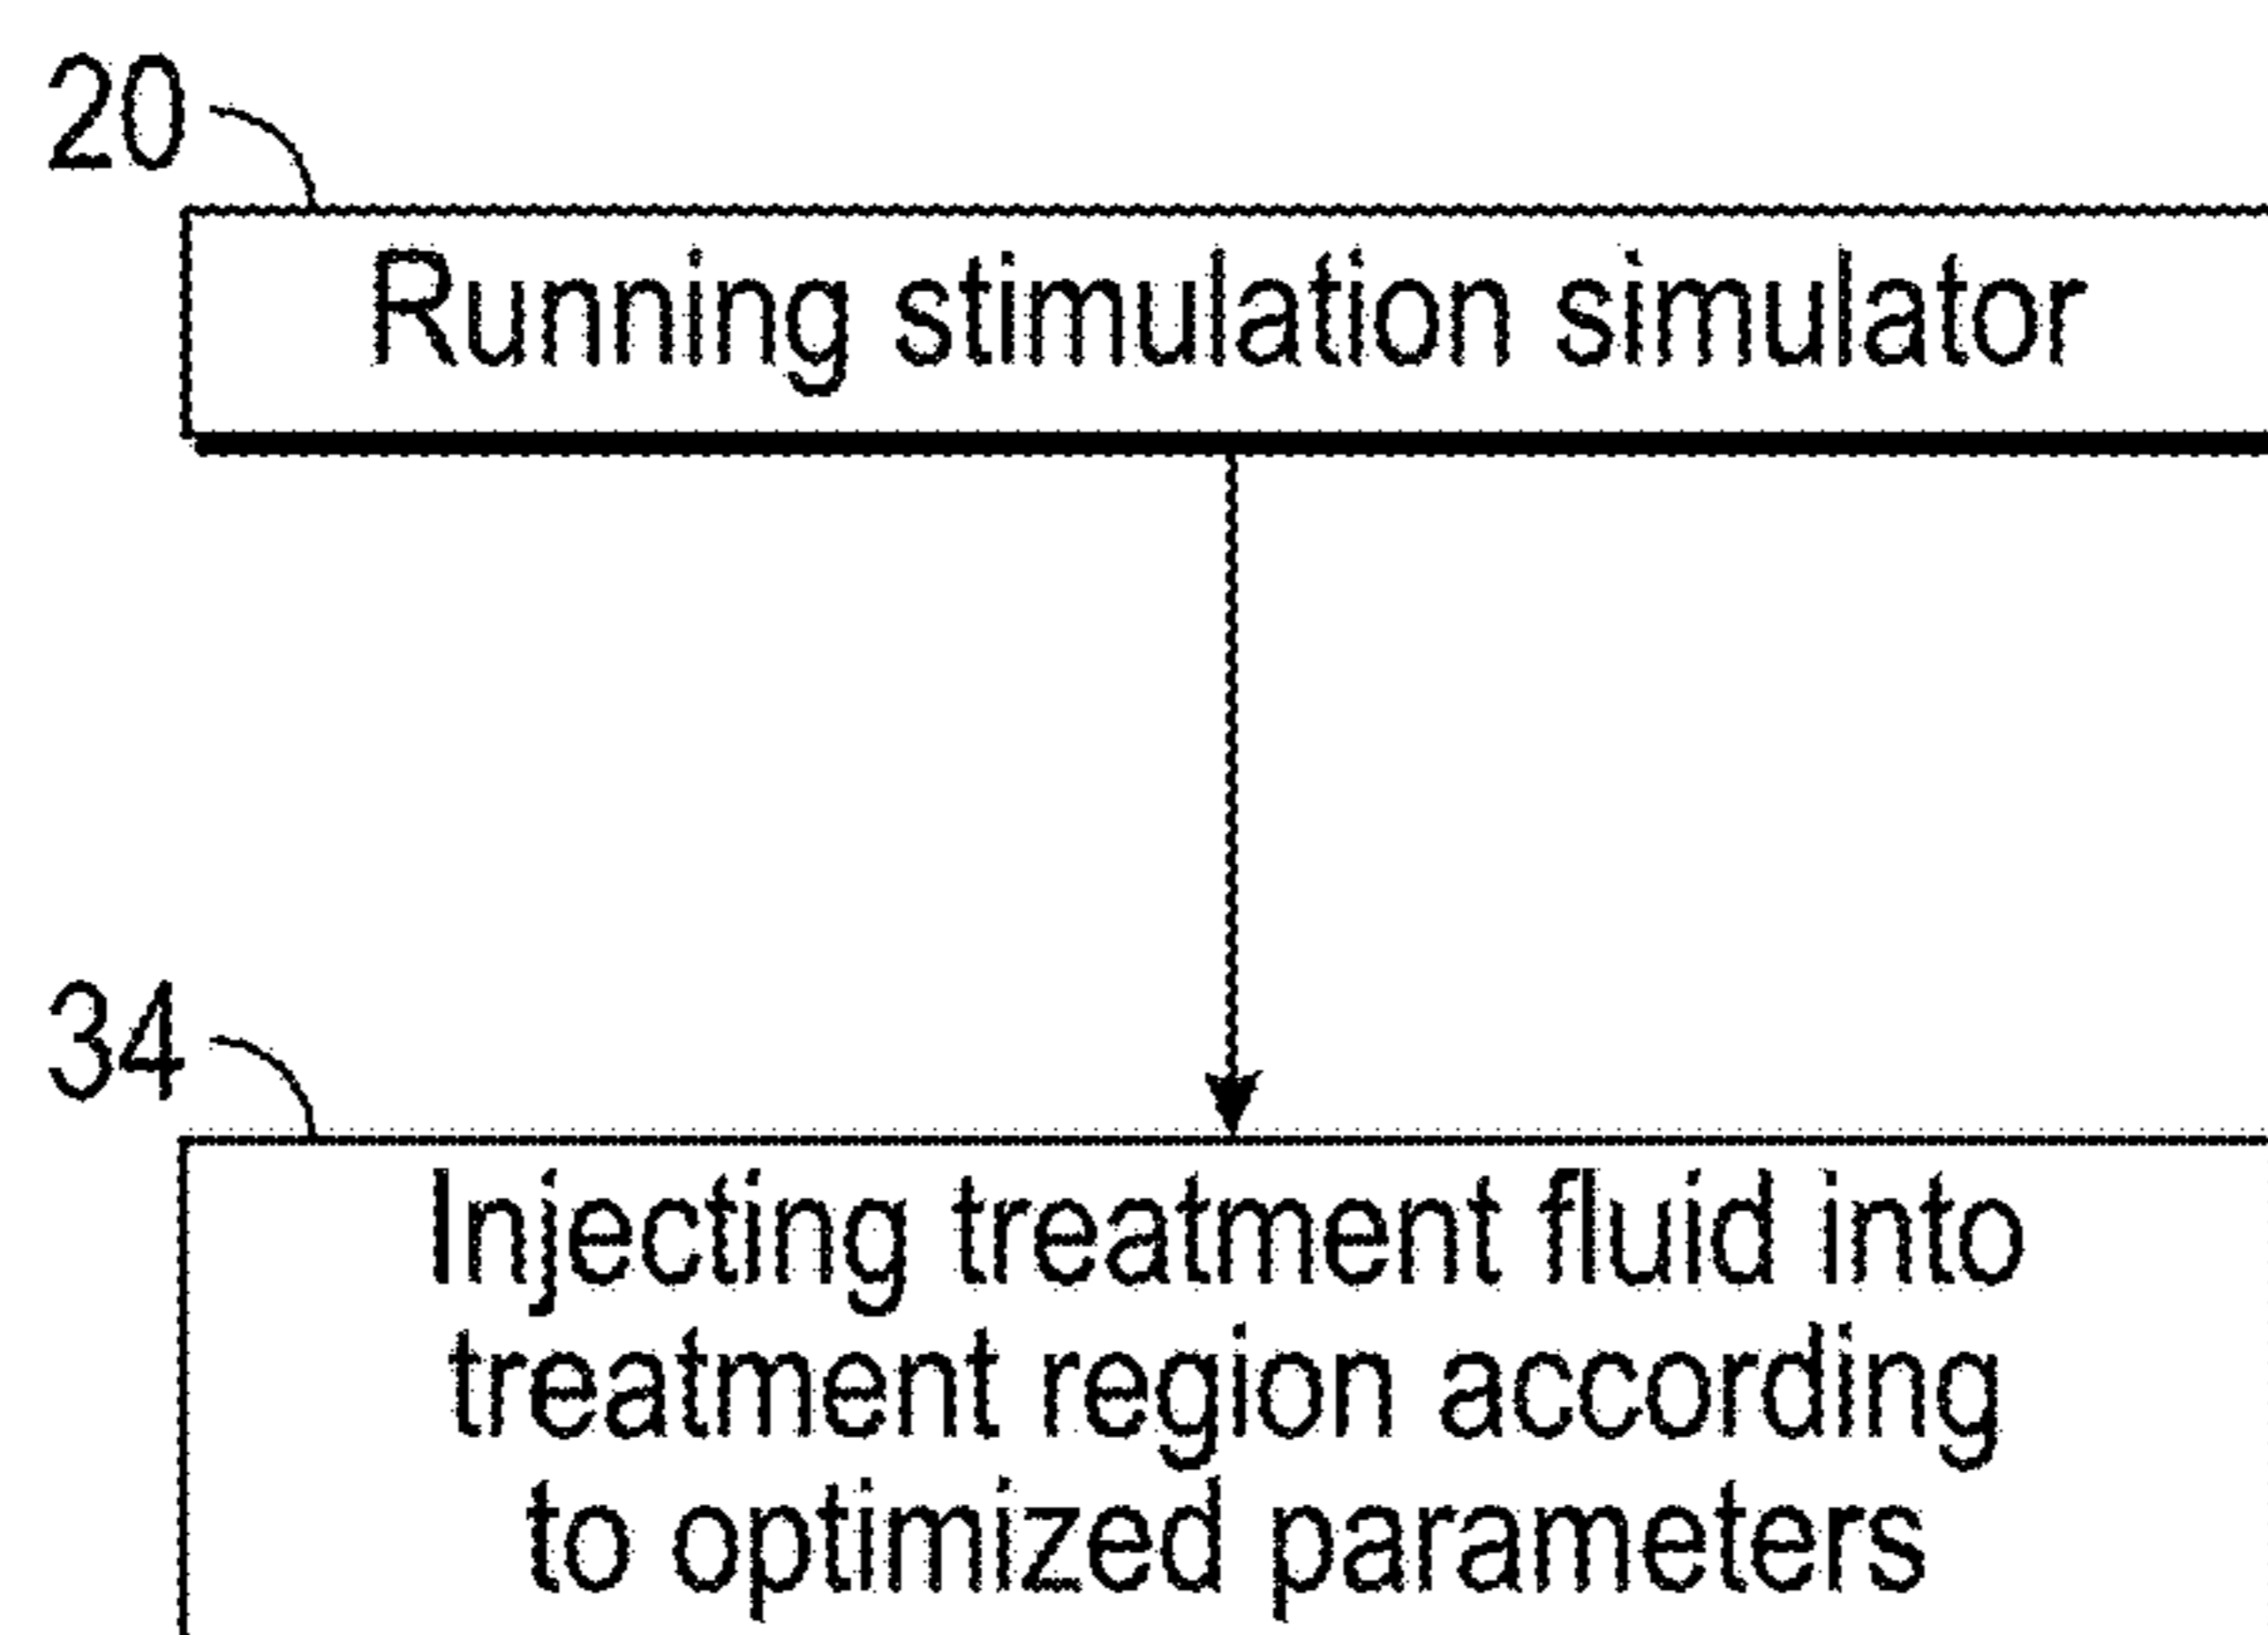 20
Running stimulation simulator
34
Injecting treatment fluid into
treatment region according
to optimized parameters